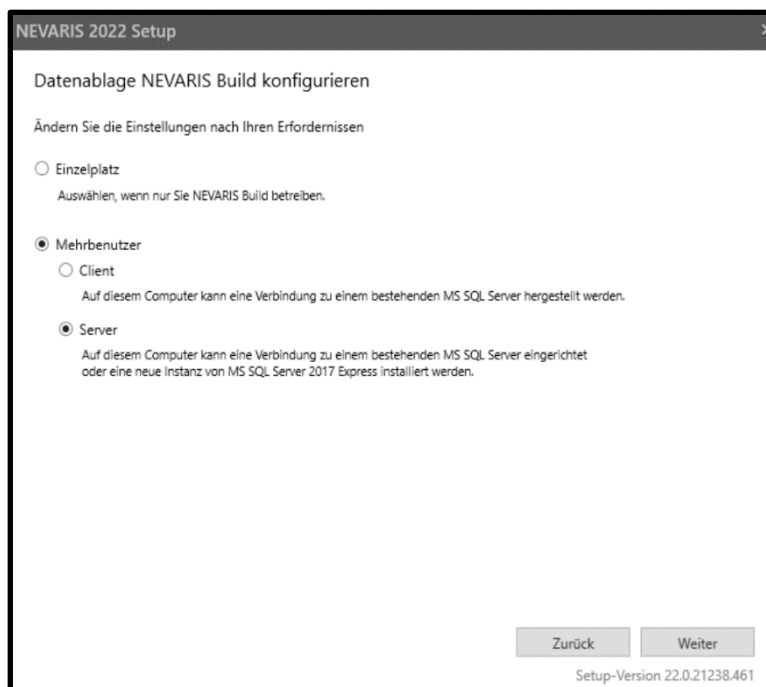 NEVARIS 2022 Setup
Datenablage NEVARIS Build konfigurieren
Ändern Sie die Einstellungen nach Ihren Erfordernissen
Einzelplatz
Auswählen, wenn nur Sie NEVARIS Build betreiben.
Mehrbenutzer
Client
Auf diesem Computer kann eine Verbindung zu einem bestehenden MS SQL Server hergestellt werden.
Server
Auf diesem Computer kann eine Verbindung zu einem bestehenden MS SQL Server eingerichtet
oder eine neue Instanz von MS SQL Server 2017 Express installiert werden.
Zurück Weiter
Setup-Version 22.0.21238.461